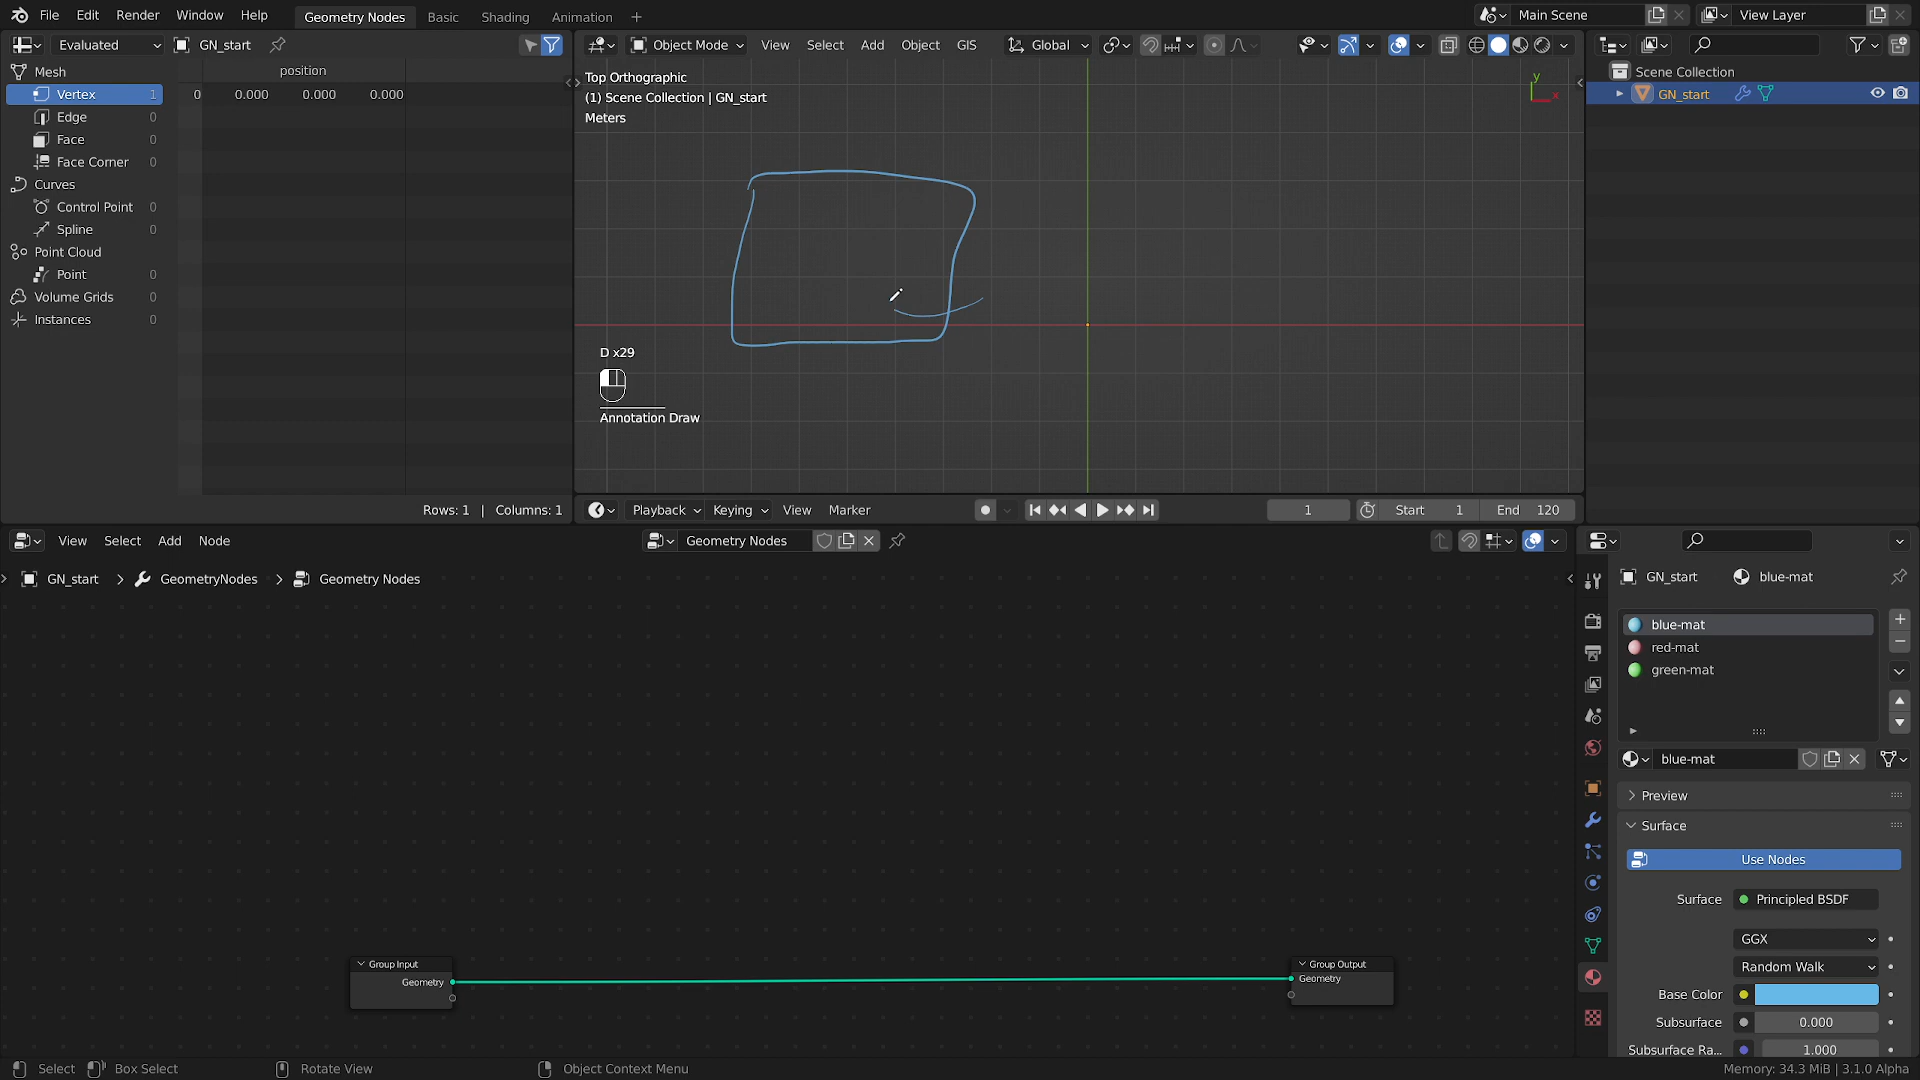 File Edit Render Window Help Geometry Nodes Basic Shading Animation + Main Scene View Layer
Evaluated GN_start
Object Mode View Select Add Object GIS Global
position
Mesh
Vertex 1
0 0.000 0.000 0.000
Edge 0
Face 0
Face Corner 0
Curves
Control Point 0
Spline 0
Point Cloud
Point 0
Volume Grids 0
Instances 0
Rows: 1 | Columns: 1
Top Orthographic
(1) Scene Collection | GN_start
Meters
y
x
D x29
Annotation Draw
Scene Collection
GN_start
Playback Keying View Marker 1 Start 1 End 120
View Select Add Node Geometry Nodes
GN_start > GeometryNodes > Geometry Nodes
Group Input
Geometry
Group Output
Geometry
GN_start blue-mat
blue-mat
red-mat
green-mat
blue-mat
Preview
Surface
Use Nodes
Surface Principled BSDF
GGX
Random Walk
Base Color
Subsurface 0.000
Subsurface Ra... 1.000
Select Box Select Rotate View Object Context Menu Memory: 34.3 MiB | 3.1.0 Alpha